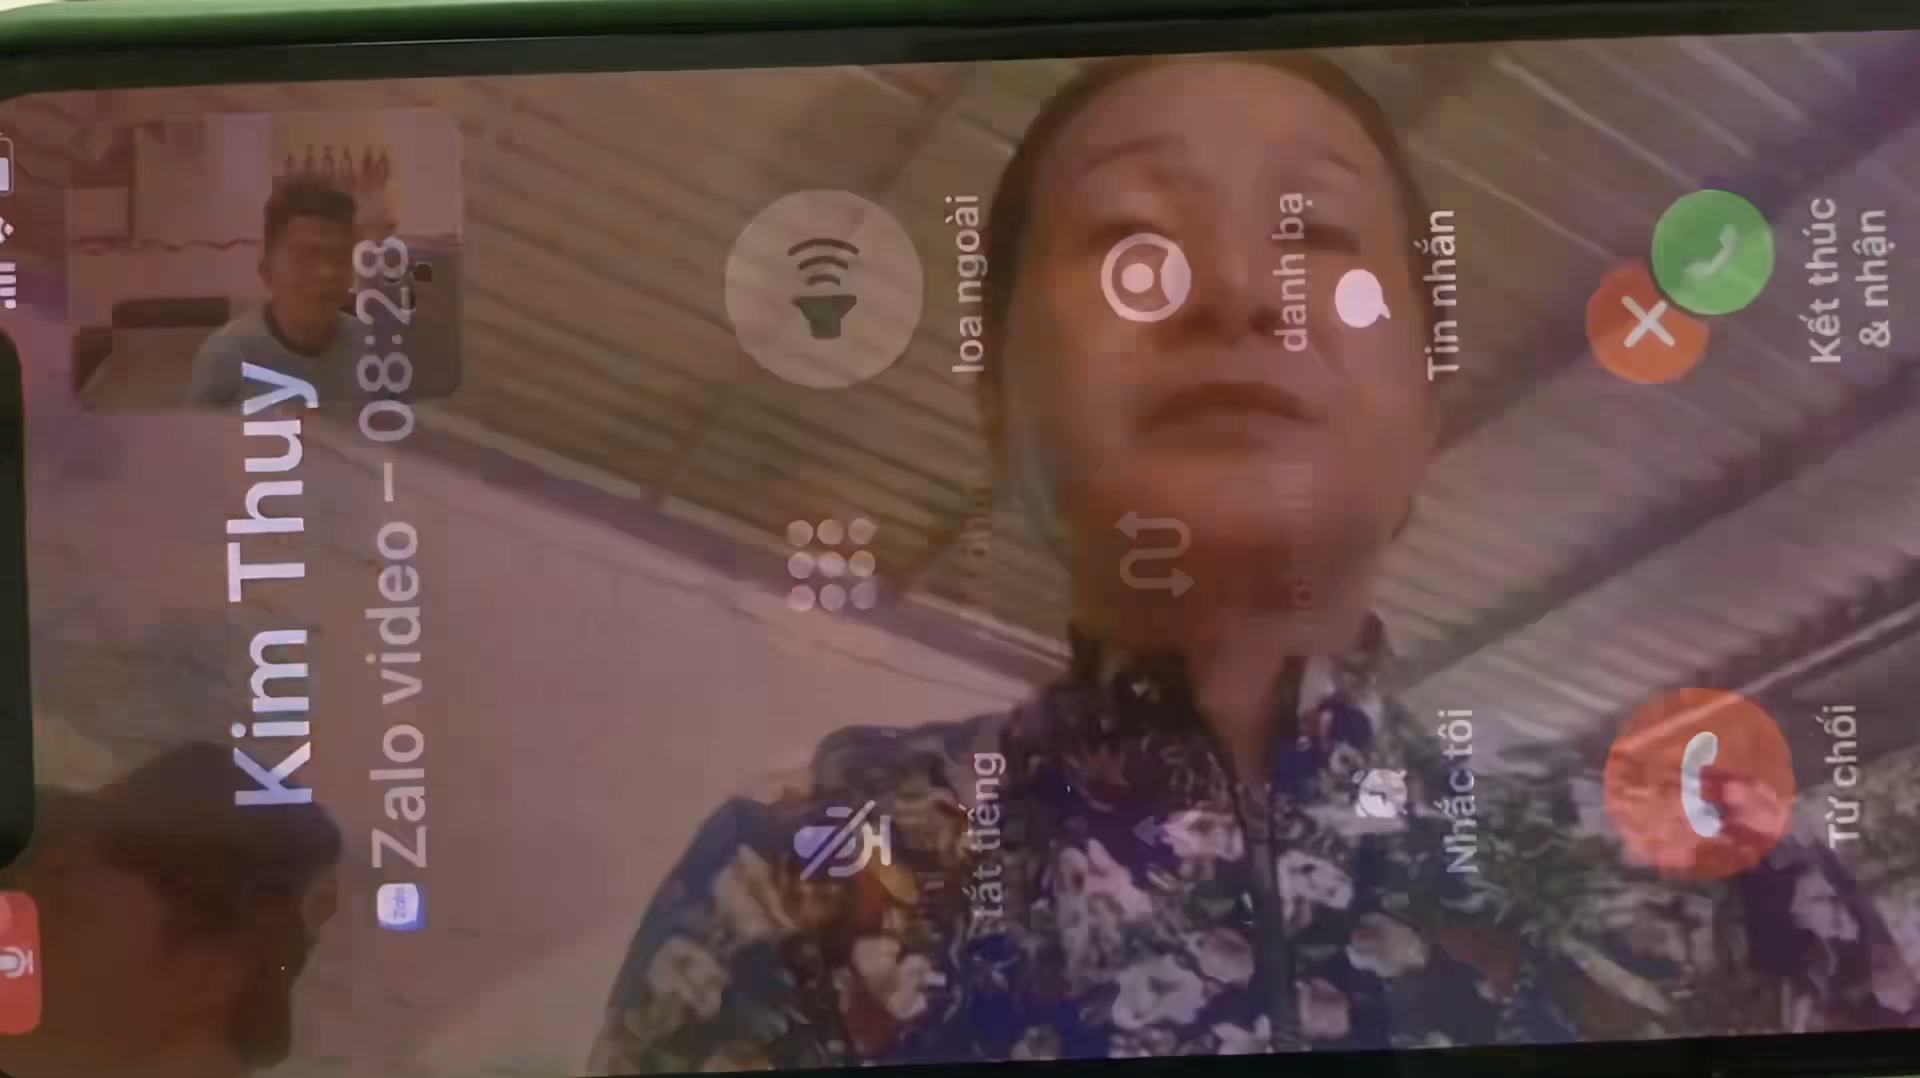 Kim Thuy
Zalo
Zalo video – 08:28
tắt tiếng
loa ngoài
danh bạ
Nhắc tôi
Tin nhắn
Từ chối
Kết thúc
& nhận